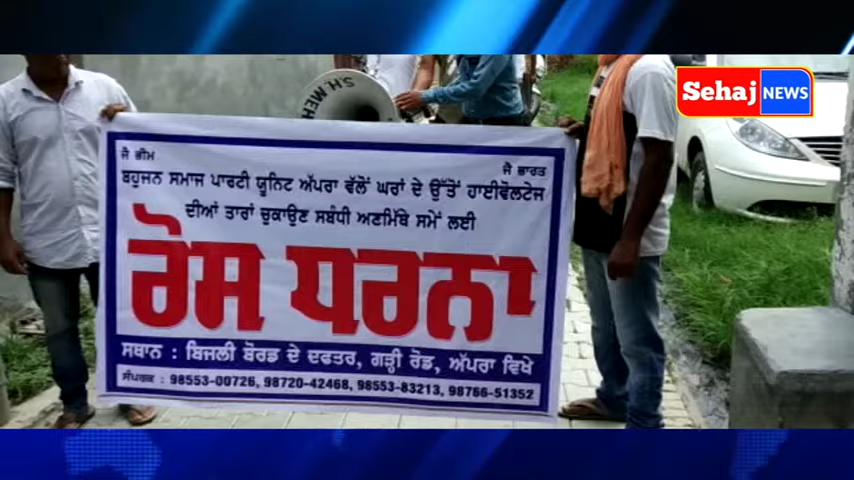 Sehaj NEWS
S.H.MEH
ਜੈ ਭੀਮ
ਜੈ ਭਾਰਤ
ਬਹੁਜਨ ਸਮਾਜ ਪਾਰਟੀ ਯੂਨਿਟ ਅੱਪਰਾ ਵੱਲੋਂ ਘਰਾਂ ਦੇ ਉੱਤੋਂ ਹਾਈਵੋਲਟੇਜ
ਦੀਆਂ ਤਾਰਾਂ ਚੁਕਾਉਣ ਸਬੰਧੀ ਅਣਮਿੱਥੇ ਸਮੇਂ ਲਈ
ਰੋਸ ਧਰਨਾ
ਸਥਾਨ : ਬਿਜਲੀ ਬੋਰਡ ਦੇ ਦਫਤਰ, ਗੜ੍ਹੀ ਰੋਡ, ਅੱਪਰਾ ਵਿਖੇ
ਸੰਪਰਕ : 98553-00726, 98720-42468, 98553-83213, 98766-51352